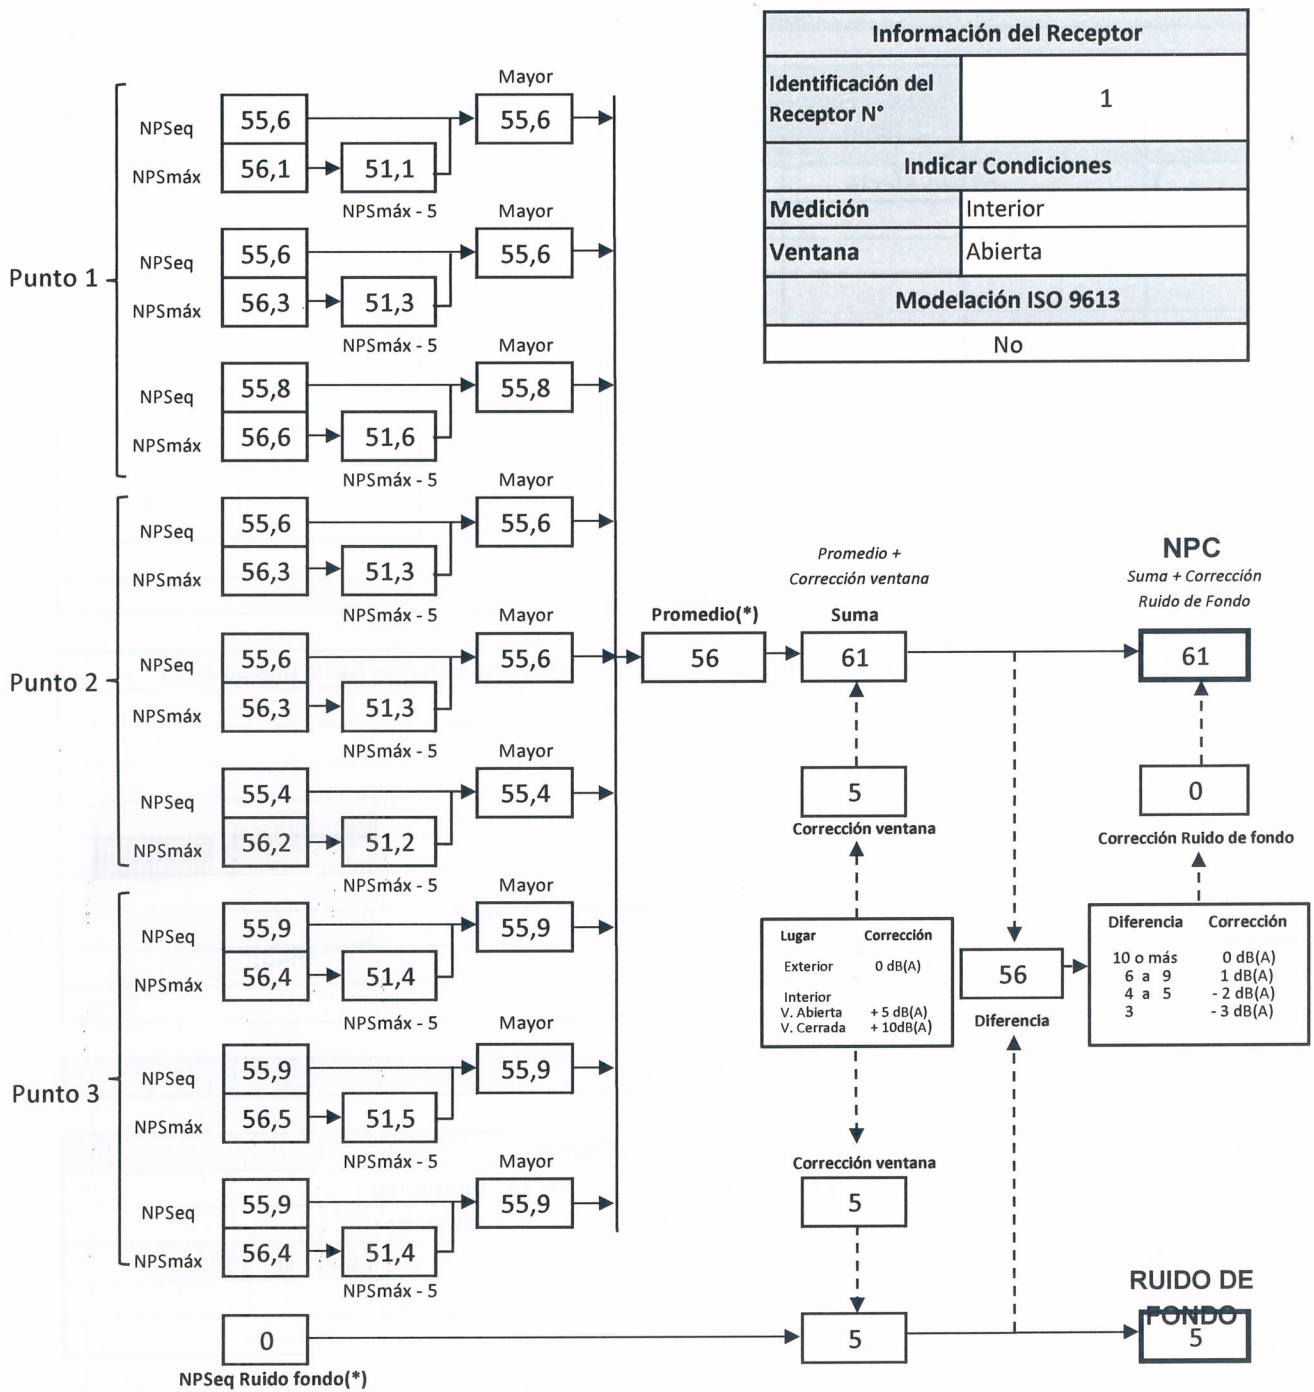 Información del Receptor
Identificación del Receptor N°
1
Indicar Condiciones
Medición Interior
Ventana Abierta
Modelación ISO 9613
No
Punto 1
Mayor
NPSeq 55,6 55,6
NPSmáx 56,1 51,1
NPSmáx - 5
Mayor
NPSeq 55,6 55,6
NPSmáx 56,3 51,3
NPSmáx - 5
Mayor
NPSeq 55,8 55,8
NPSmáx 56,6 51,6
NPSmáx - 5
Punto 2
Mayor
NPSeq 55,6 55,6
NPSmáx 56,3 51,3
NPSmáx - 5
Mayor
NPSeq 55,6 55,6
NPSmáx 56,3 51,3
NPSmáx - 5
Mayor
NPSeq 55,4 55,4
NPSmáx 56,2 51,2
NPSmáx - 5
Punto 3
Mayor
NPSeq 55,9 55,9
NPSmáx 56,4 51,4
NPSmáx - 5
Mayor
NPSeq 55,9 55,9
NPSmáx 56,5 51,5
NPSmáx - 5
Mayor
NPSeq 55,9 55,9
NPSmáx 56,4 51,4
NPSmáx - 5
0
NPSeq Ruido fondo(*)
Promedio(*)
56
Promedio +
Corrección ventana
Suma
61
5
Corrección ventana
Lugar Corrección
Exterior 0 dB(A)
Interior
V. Abierta + 5 dB(A)
V. Cerrada + 10dB(A)
Corrección ventana
5
5
56
Diferencia
NPC
Suma + Corrección
Ruido de Fondo
61
0
Corrección Ruido de fondo
Diferencia Corrección
10 o más 0 dB(A)
6 a 9 1 dB(A)
4 a 5 - 2 dB(A)
3 - 3 dB(A)
RUIDO DE
FONDO
5